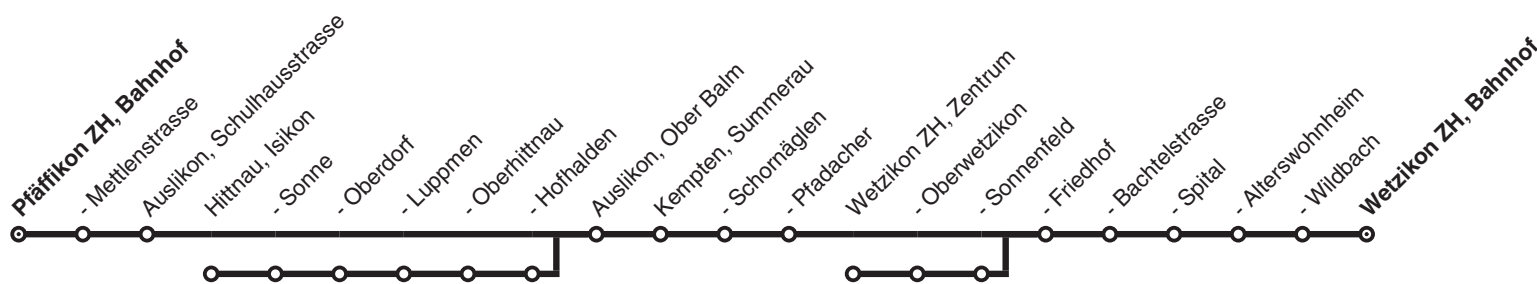 Pfäffikon ZH, Bahnhof
- Mettlenstrasse
Auslikon, Schulhausstrasse
Hittnau, Isikon
- Sonne
- Oberdorf
- Luppmen
- Oberhittnau
- Hofhalden
Auslikon, Ober Balm
Kempten, Summerau
- Schornäglen
- Pfadacher
Wetzikon ZH, Zentrum
- Oberwetzikon
- Sonnenfeld
- Friedhof
- Bachtelstrasse
- Spital
- Alterswohnheim
- Wildbach
Wetzikon ZH, Bahnhof